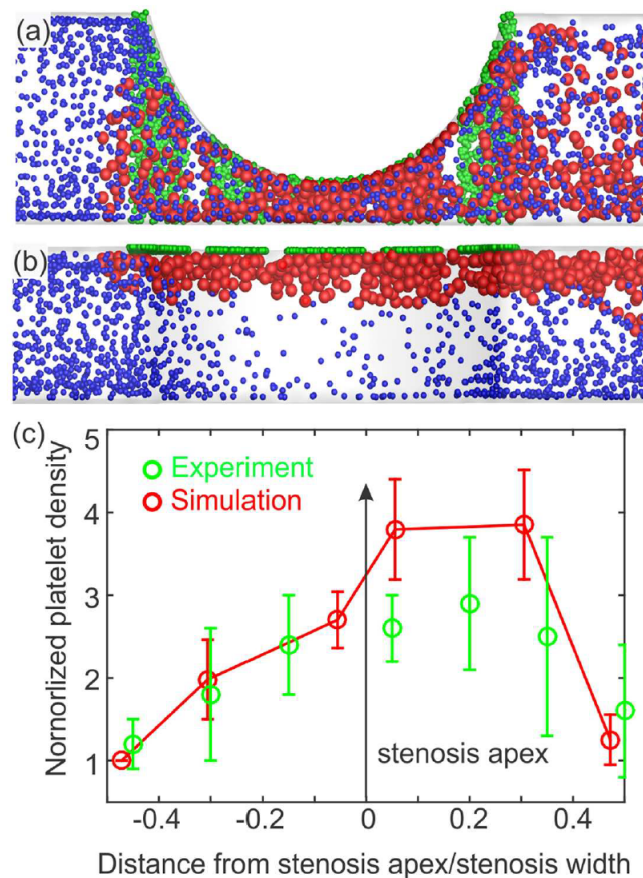 (a)
(b)
(c)
5
4
3
2
1
Normorlized platelet density
Experiment
Simulation
stenosis apex
-0.4
-0.2
0
0.2
0.4
Distance from stenosis apex/stenosis width